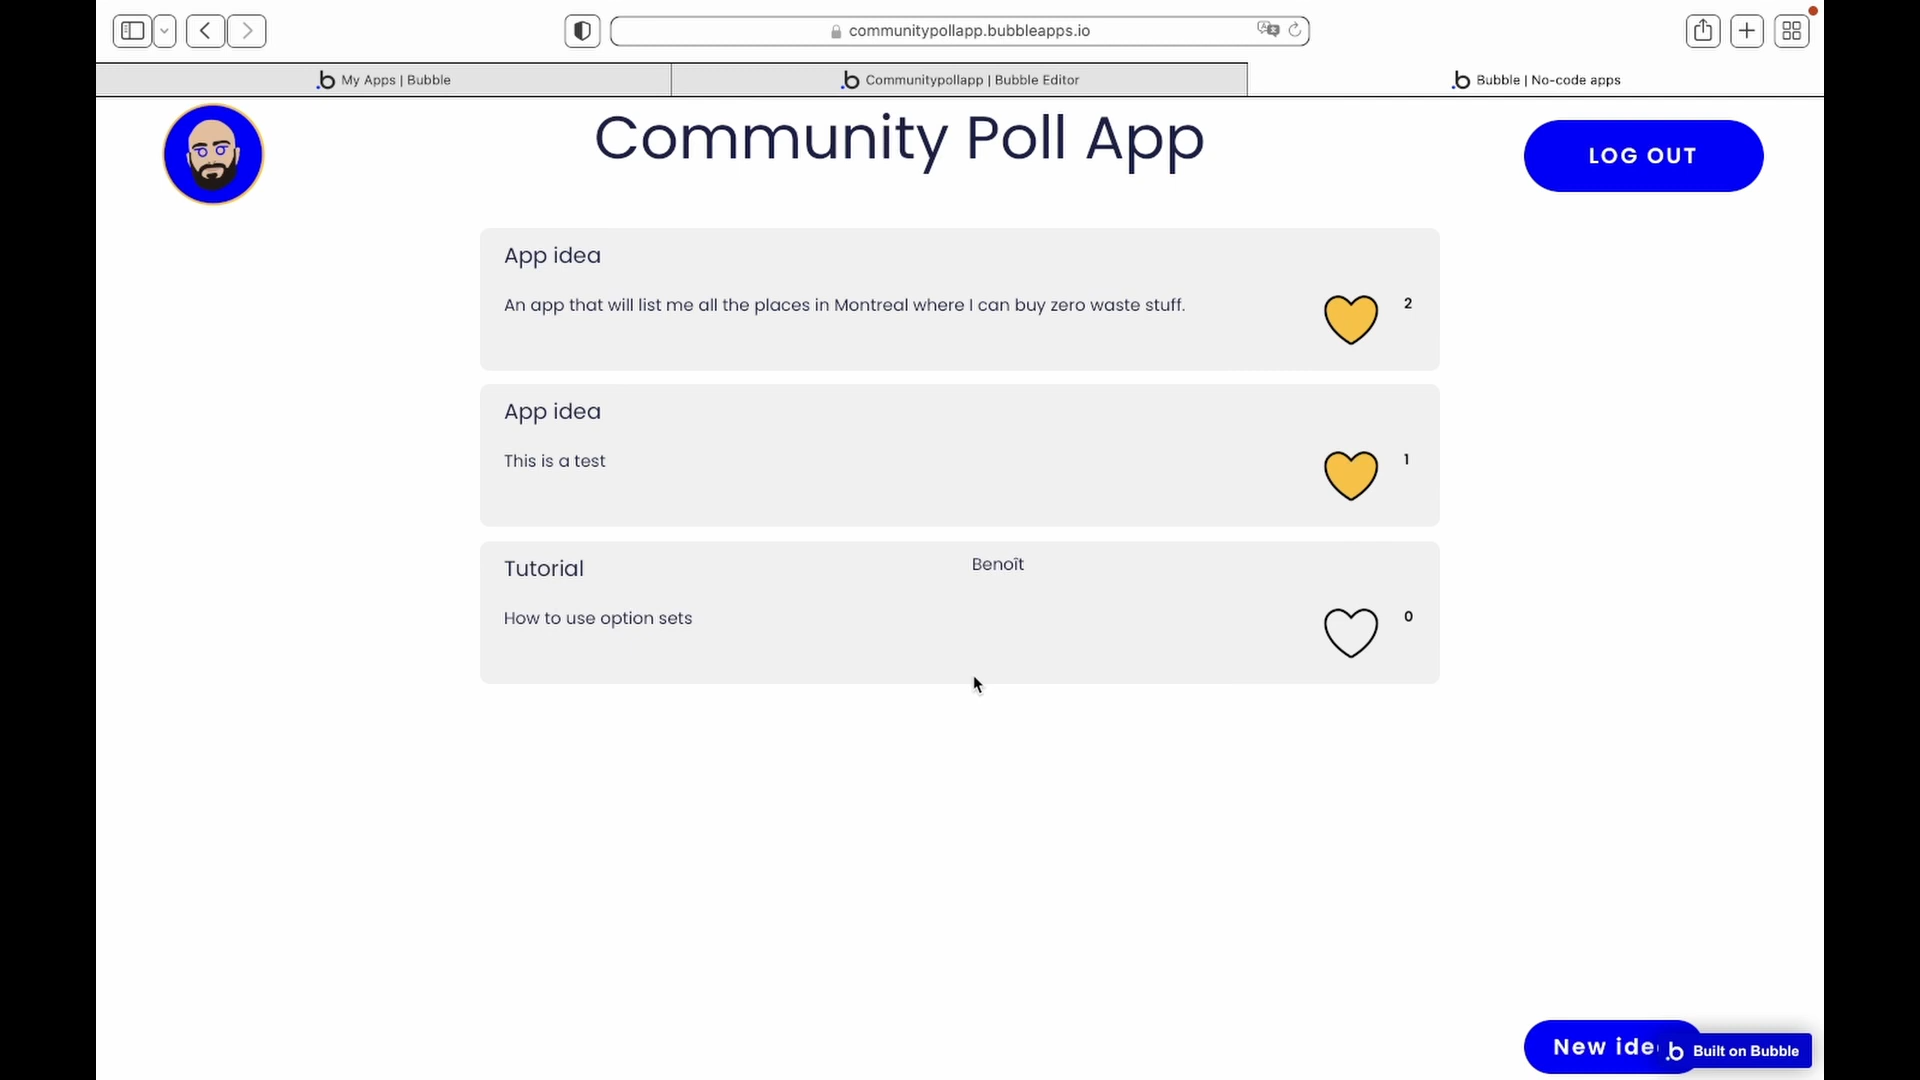 communitypollapp.bubbleapps.io
My Apps | Bubble
Communitypollapp | Bubble Editor
Bubble | No-code apps
Community Poll App
LOG OUT
App idea
An app that will list me all the places in Montreal where I can buy zero waste stuff.
2
App idea
This is a test
1
Tutorial
Benoît
How to use option sets
0
New ide
Built on Bubble